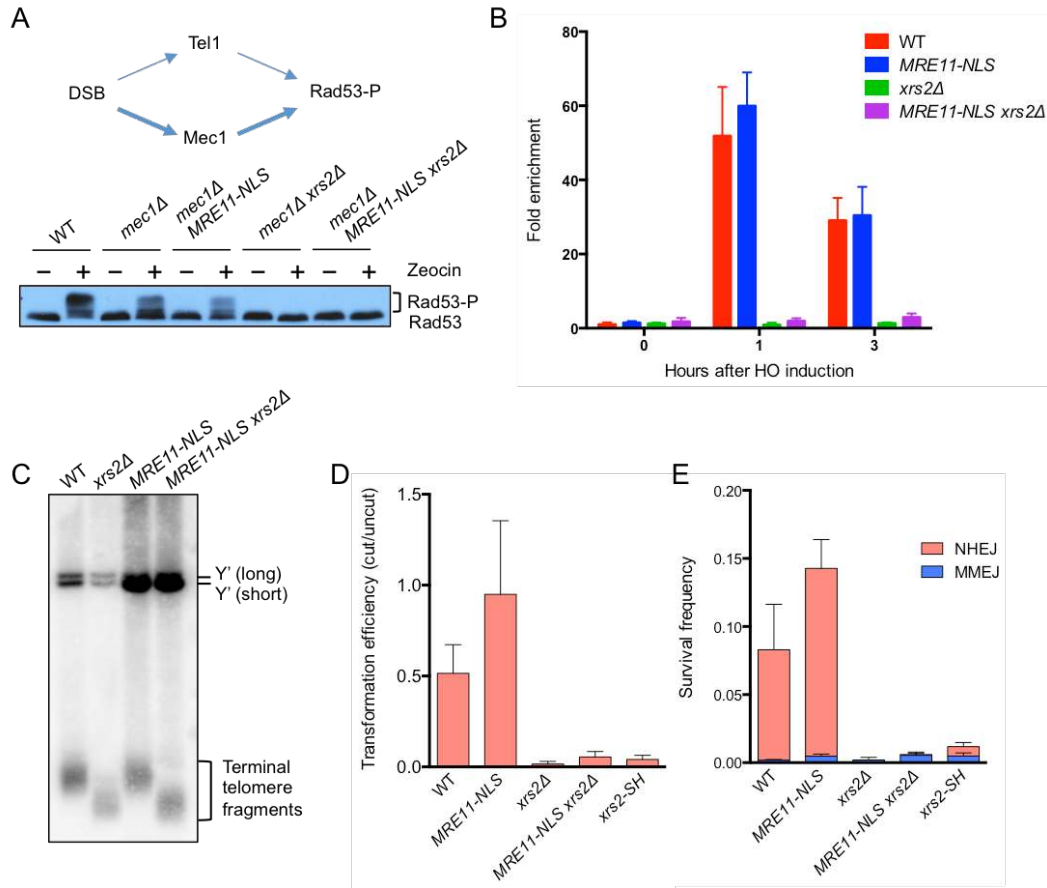 A
Tel1
DSB
Rad53-P
Mec1
WT
mec1Δ
mec1Δ
MRE11-NLS
mec1Δ xrs2Δ
mec1Δ
MRE11-NLS xrs2Δ
− + − + − + − + − + Zeocin
Rad53-P
Rad53
B
80
60
40
20
0
Fold enrichment
WT
MRE11-NLS
xrs2Δ
MRE11-NLS xrs2Δ
0 1 3
Hours after HO induction
C
WT
xrs2Δ
MRE11-NLS
MRE11-NLS xrs2Δ
Y' (long)
Y' (short)
Terminal
telomere
fragments
D
Transformation efficiency (cut/uncut)
1.5
1.0
0.5
0.0
WT
MRE11-NLS
xrs2Δ
MRE11-NLS xrs2Δ
xrs2-SH
E
Survival frequency
0.20
0.15
0.10
0.05
0.00
NHEJ
MMEJ
WT
MRE11-NLS
xrs2Δ
MRE11-NLS xrs2Δ
xrs2-SH